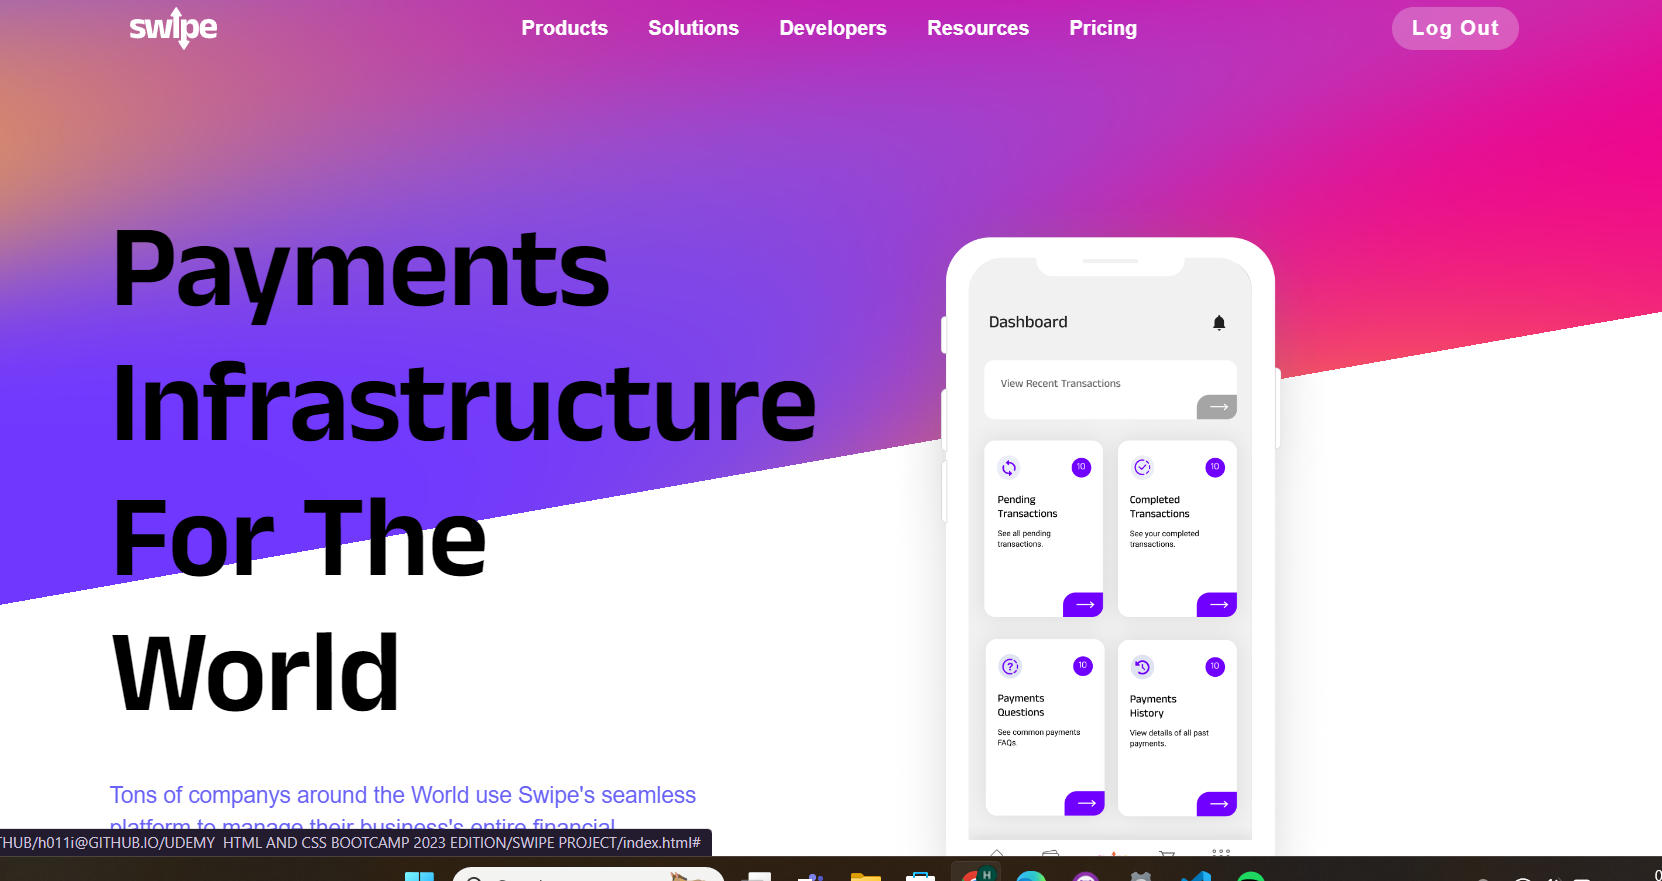 swipe
Products Solutions Developers Resources Pricing
Log Out
Payments
Infrastructure
For The
World
Tons of companys around the World use Swipe's seamless
platform to manage their business's entire financial
Dashboard
View Recent Transactions
10
Pending
Transactions
See all pending
transactions.
10
Completed
Transactions
See your completed
transactions.
10
Payments
Questions
See common payments
FAQs.
10
Payments
History
View details of all past
payments.
THUB/h011i@GITHUB.IO/UDEMY HTML AND CSS BOOTCAMP 2023 EDITION/SWIPE PROJECT/index.html#
H